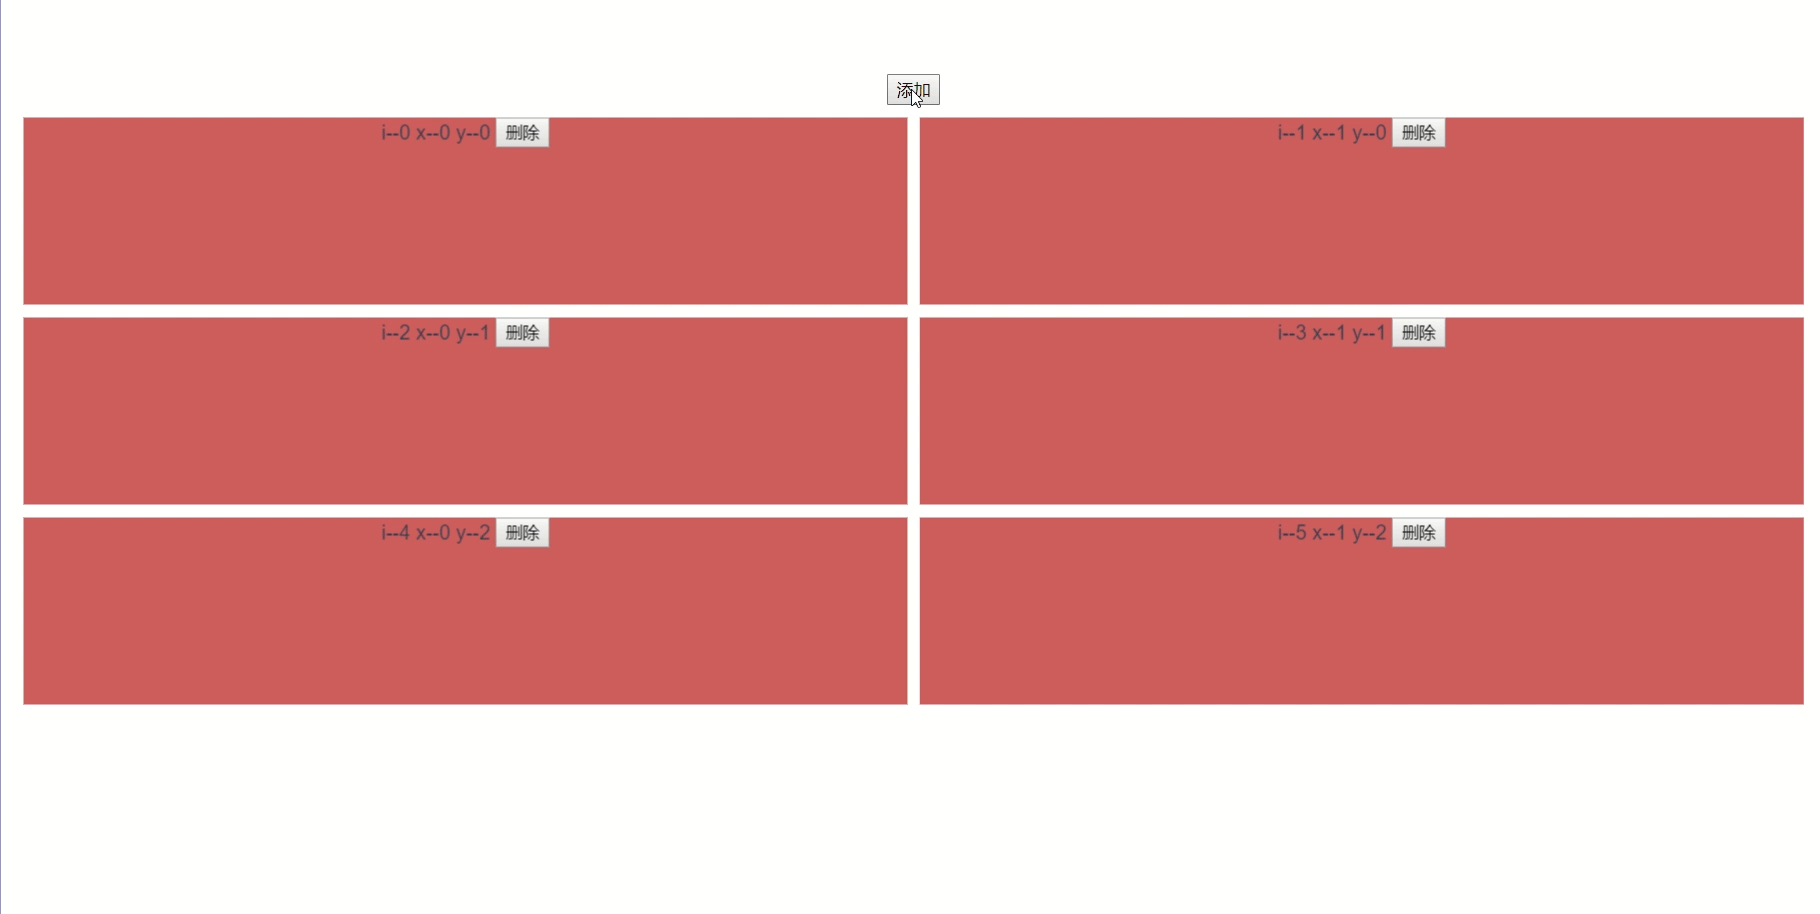 添加
i--0 x--0 y--0 删除
i--1 x--1 y--0 删除
i--2 x--0 y--1 删除
i--3 x--1 y--1 删除
i--4 x--0 y--2 删除
i--5 x--1 y--2 删除